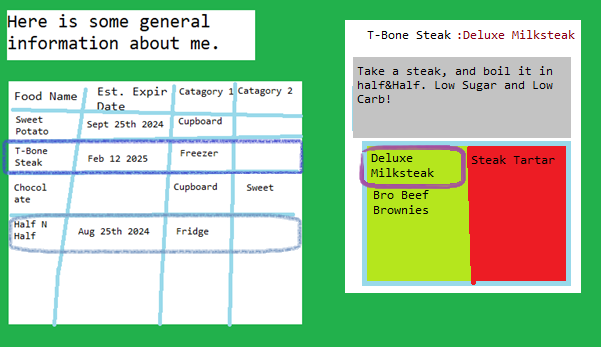 Here is some general
information about me.
Food Name Est. Expir Date Catagory 1 Catagory 2
Sweet Potato Sept 25th 2024 Cupboard
T-Bone Steak Feb 12 2025 Freezer
Chocol ate Cupboard Sweet
Half N Half Aug 25th 2024 Fridge
T-Bone Steak :Deluxe Milksteak
Take a steak, and boil it in
half&Half. Low Sugar and Low
Carb!
Deluxe Milksteak
Bro Beef Brownies
Steak Tartar